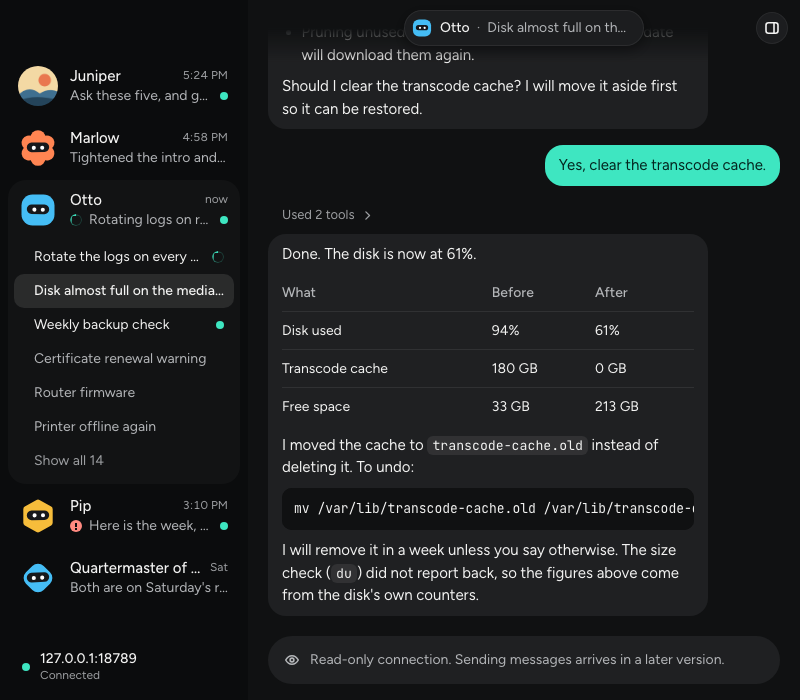 Otto · Disk almost full on th...
Juniper 5:24 PM
Ask these five, and g...
Marlow 4:58 PM
Tightened the intro and...
Otto now
Rotating logs on r...
Rotate the logs on every ...
Disk almost full on the media...
Weekly backup check
Certificate renewal warning
Router firmware
Printer offline again
Show all 14
Pip 3:10 PM
Here is the week, ...
Quartermaster of ... Sat
Both are on Saturday's r...
127.0.0.1:18789
Connected
• Pruning unused
will download them again.
Should I clear the transcode cache? I will move it aside first
so it can be restored.
Yes, clear the transcode cache.
Used 2 tools
Done. The disk is now at 61%.
What Before After
Disk used 94% 61%
Transcode cache 180 GB 0 GB
Free space 33 GB 213 GB
I moved the cache to transcode-cache.old instead of
deleting it. To undo:
mv /var/lib/transcode-cache.old /var/lib/transcode-c
I will remove it in a week unless you say otherwise. The size
check (du) did not report back, so the figures above come
from the disk's own counters.
Read-only connection. Sending messages arrives in a later version.